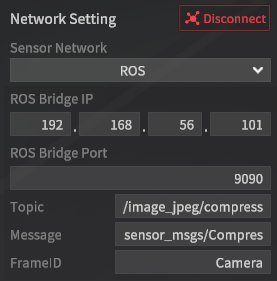 Network Setting
Disconnect
Sensor Network
ROS
ROS Bridge IP
192 . 168 . 56 . 101
ROS Bridge Port
9090
Topic /image_jpeg/compress
Message sensor_msgs/Compres
FrameID Camera